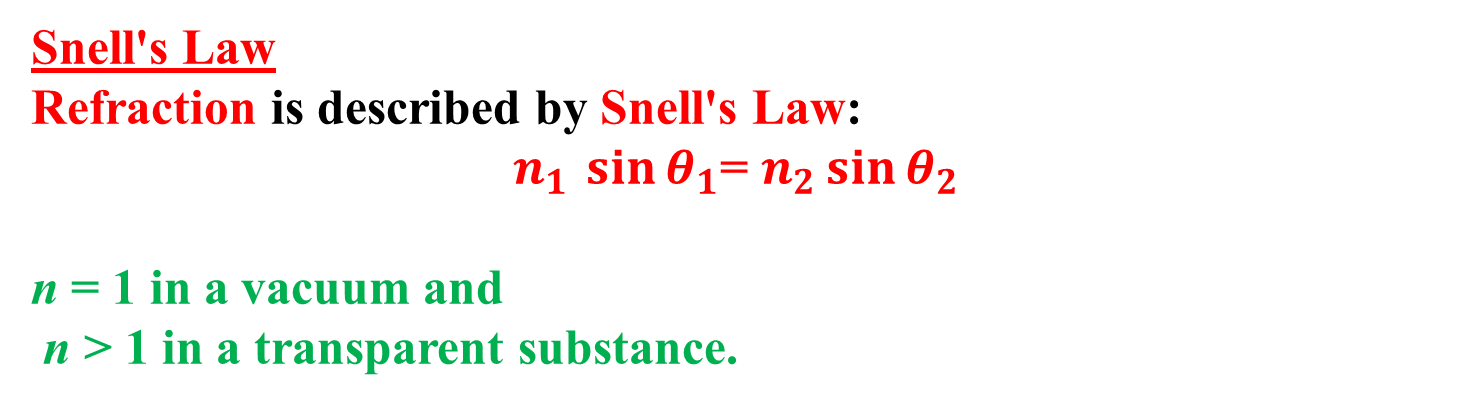 Snell's Law
Refraction is described by Snell's Law:
n₁ sin θ₁= n₂ sin θ₂
n = 1 in a vacuum and
n > 1 in a transparent substance.